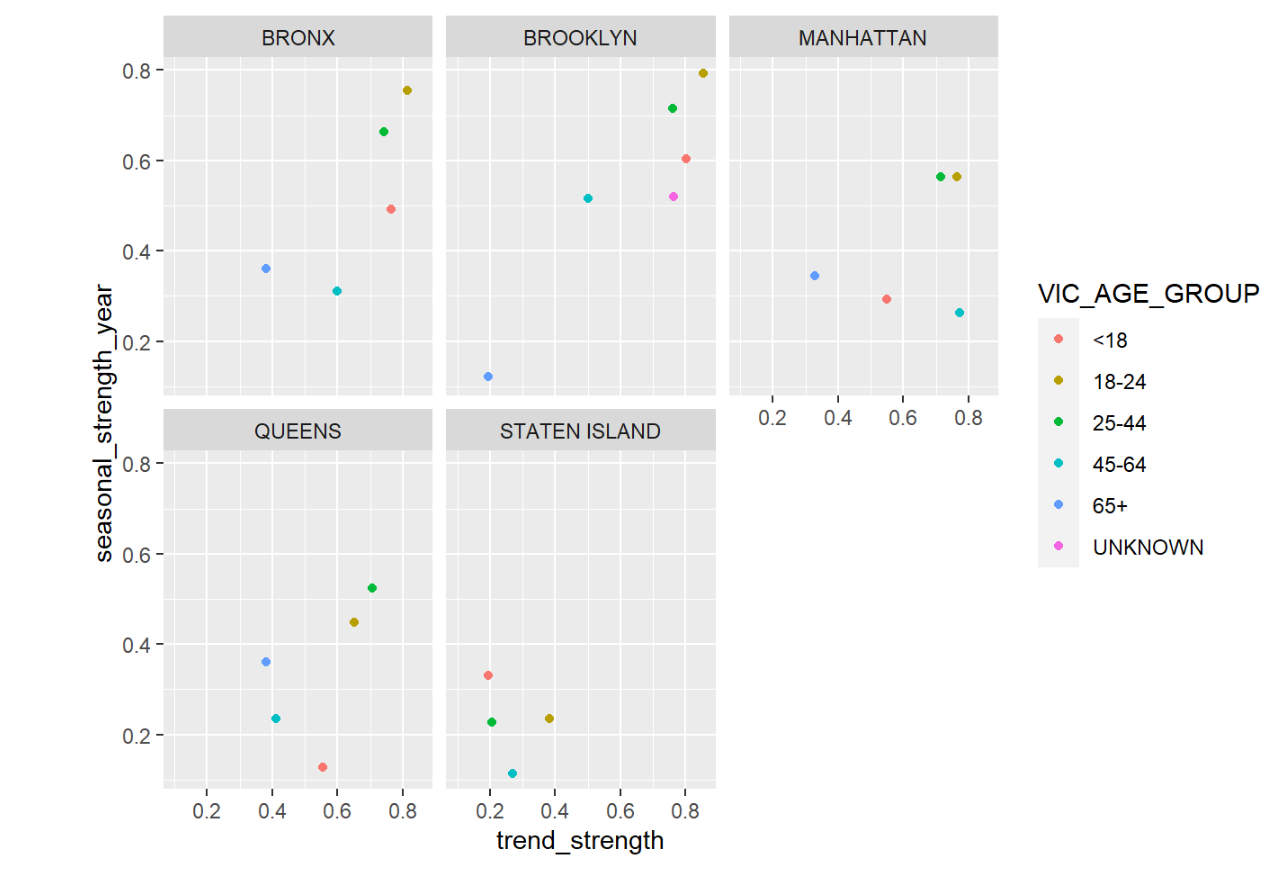 BRONX
BROOKLYN
MANHATTAN
0.8
0.6
0.4
0.2
0.2 0.4 0.6 0.8
QUEENS
STATEN ISLAND
0.8
0.6
0.4
0.2
0.2 0.4 0.6 0.8
0.2 0.4 0.6 0.8
trend_strength
seasonal_strength_year
VIC_AGE_GROUP
<18
18-24
25-44
45-64
65+
UNKNOWN